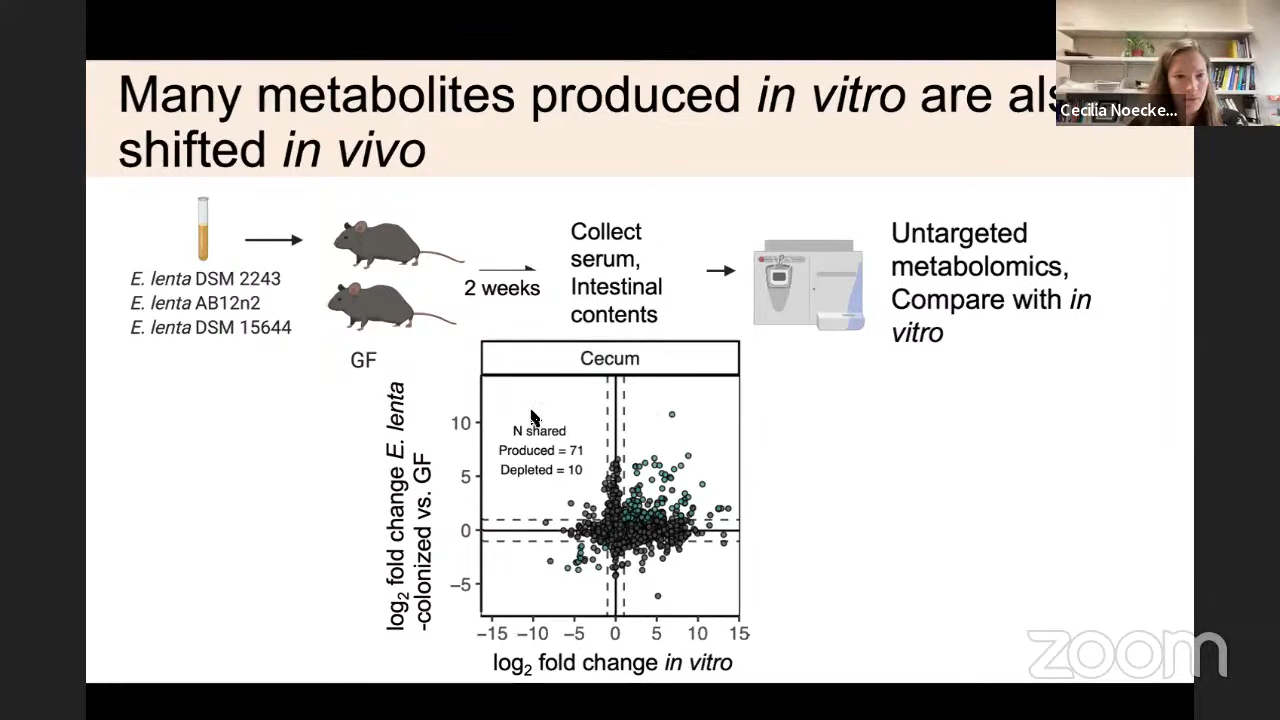 Many metabolites produced in vitro are als
shifted in vivo
Cecilia Noecke...
E. lenta DSM 2243
E. lenta AB12n2
E. lenta DSM 15644
GF
2 weeks
Collect
serum,
Intestinal
contents
Untargeted
metabolomics,
Compare with in
vitro
Cecum
N shared
Produced = 71
Depleted = 10
log2 fold change E. lenta
-colonized vs. GF
10
5
0
−5
−15 −10 −5 0 5 10 15
log2 fold change in vitro
zoom